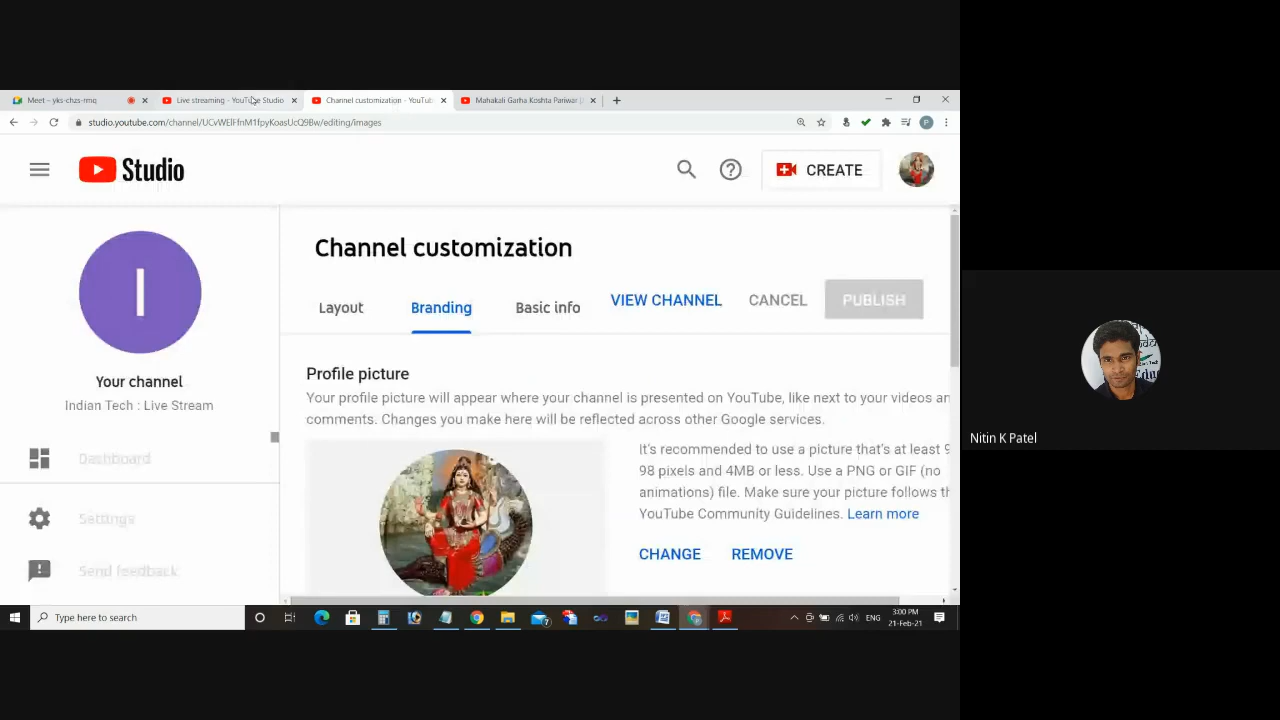 Meet – yks-chzs-rmq
Live streaming - YouTube Studio
Channel customization - YouTub
Mahakali Garha Koshta Pariwar |
studio.youtube.com/channel/UCvWElFfnM1fpyKoasUcQ9Bw/editing/images
P
Studio
CREATE
Channel customization
Layout
Branding
Basic info
VIEW CHANNEL
CANCEL
PUBLISH
I
Your channel
Indian Tech : Live Stream
Dashboard
Settings
Send feedback
Profile picture
Your profile picture will appear where your channel is presented on YouTube, like next to your videos an
comments. Changes you make here will be reflected across other Google services.
It's recommended to use a picture that's at least 9
98 pixels and 4MB or less. Use a PNG or GIF (no
animations) file. Make sure your picture follows th
YouTube Community Guidelines. Learn more
CHANGE
REMOVE
Nitin K Patel
Type here to search
ENG
3:00 PM
21-Feb-21